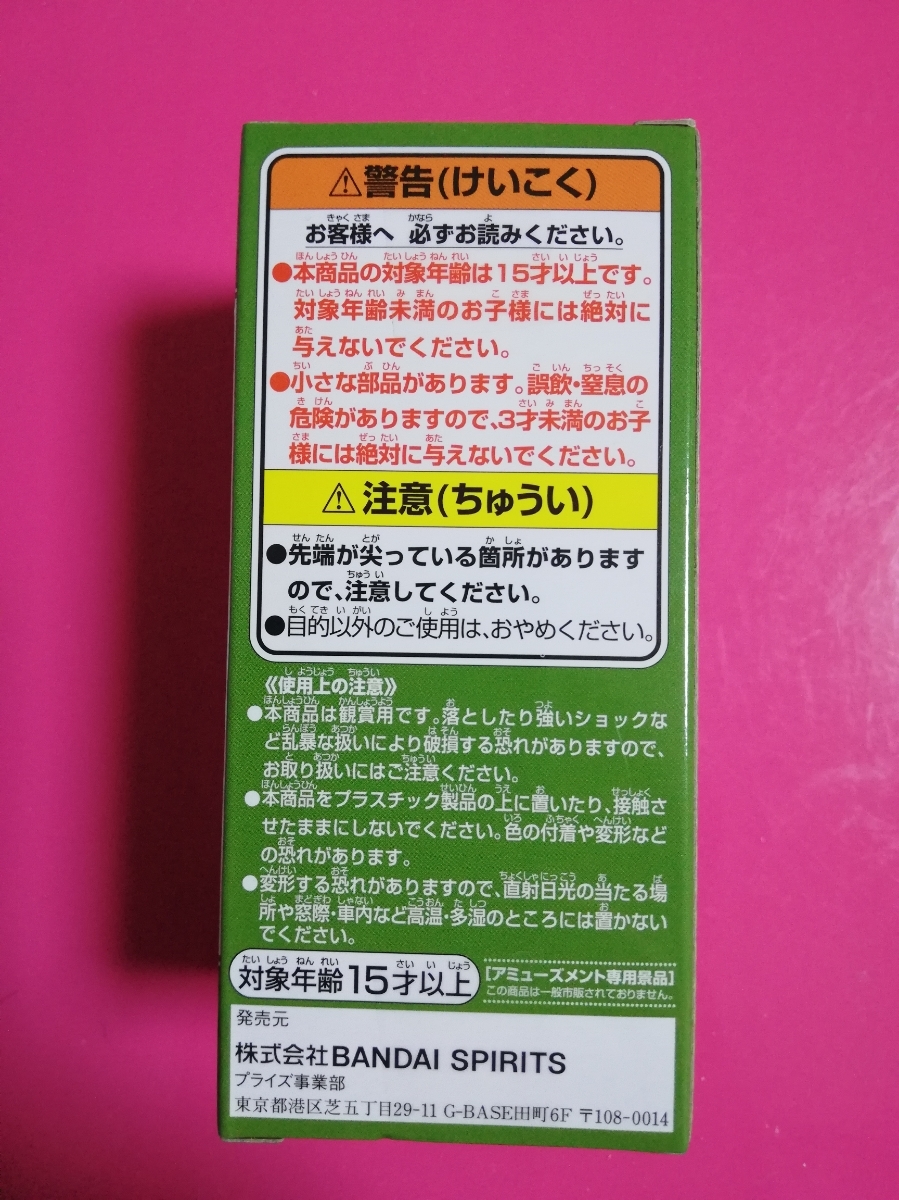 ⚠警告(けいこく)
お客様へ 必ずお読みください。
●本商品の対象年齢は15才以上です。
対象年齢未満のお子様には絶対に
与えないでください。
●小さな部品があります。誤飲・窒息の
危険がありますので、3才未満のお子
様には絶対に与えないでください。
⚠注意(ちゅうい)
●先端が尖っている箇所があります
ので、注意してください。
●目的以外のご使用は、おやめください。
《使用上の注意》
●本商品は観賞用です。落としたり強いショックな
ど乱暴な扱いにより破損する恐れがありますので、
お取り扱いにはご注意ください。
●本商品をプラスチック製品の上に置いたり、接触さ
せたままにしないでください。色の付着や変形など
の恐れがあります。
●変形する恐れがありますので、直射日光の当たる場
所や窓際・車内など高温・多湿のところには置かない
でください。
対象年齢15才以上
[アミューズメント専用景品]
この商品は一般市販されておりません。
発売元
株式会社BANDAI SPIRITS
プライズ事業部
東京都港区芝五丁目29-11 G-BASE田町6F 〒108-0014